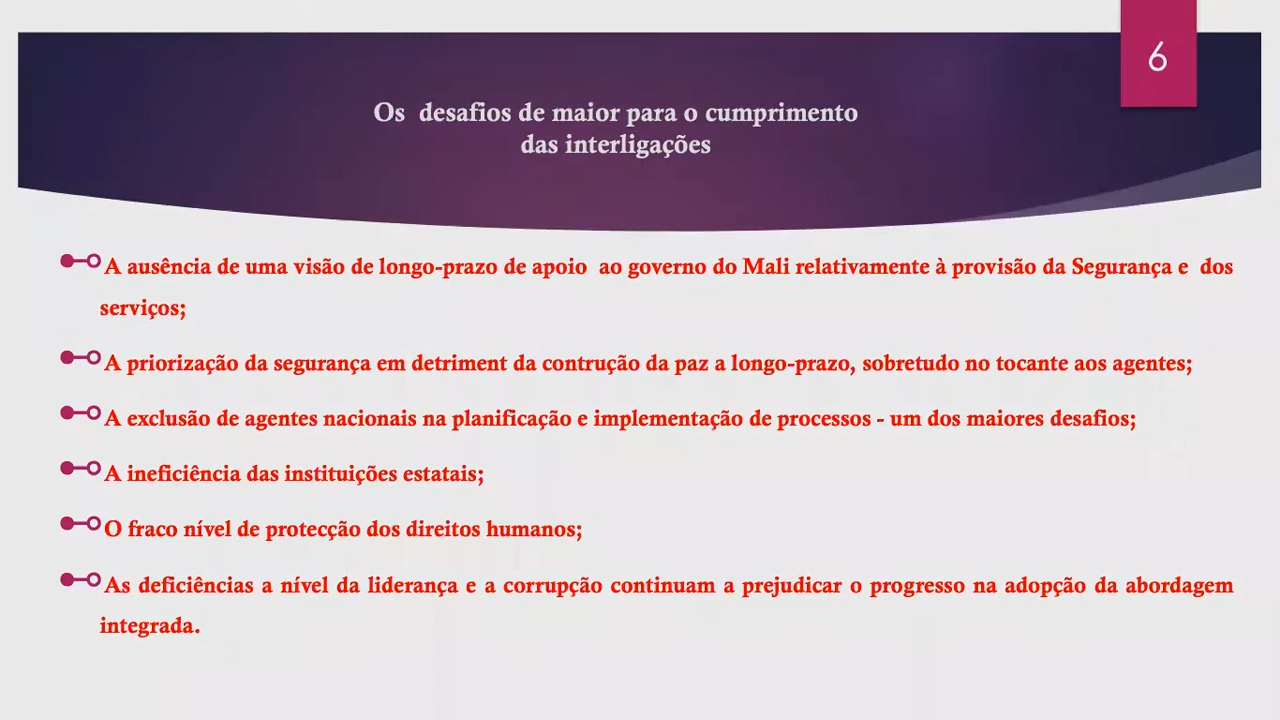 6
Os desafios de maior para o cumprimento
das interligações
A ausência de uma visão de longo-prazo de apoio ao governo do Mali relativamente à provisão da Segurança e dos
serviços;
A priorização da segurança em detriment da contrução da paz a longo-prazo, sobretudo no tocante aos agentes;
A exclusão de agentes nacionais na planificação e implementação de processos - um dos maiores desafios;
A ineficiência das instituições estatais;
O fraco nível de protecção dos direitos humanos;
As deficiências a nível da liderança e a corrupção continuam a prejudicar o progresso na adopção da abordagem
integrada.